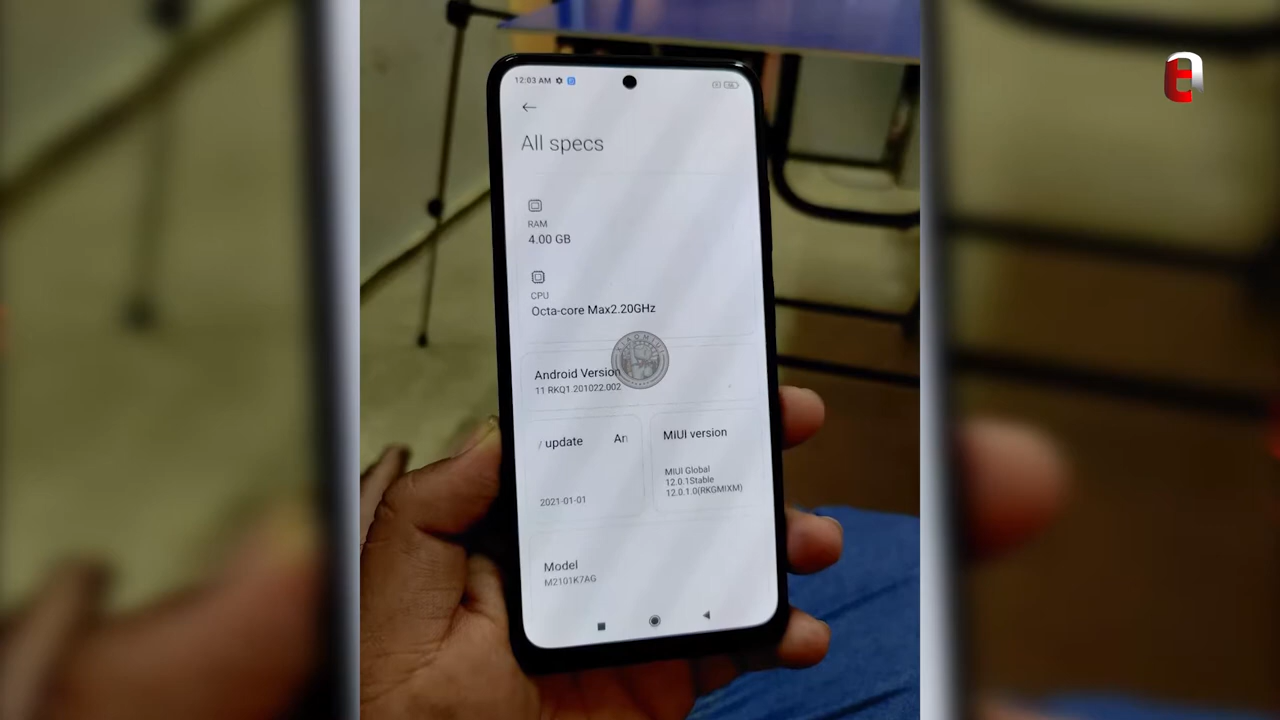 12:03 AM
All specs
RAM
4.00 GB
CPU
Octa-core Max2.20GHz
XIAOMIUI
Android Version
11 RKQ1.201022.002
/ update An
MIUI version
MIUI Global
12.0.1Stable
12.0.1.0(RKGMIXM)
2021-01-01
Model
M2101K7AG